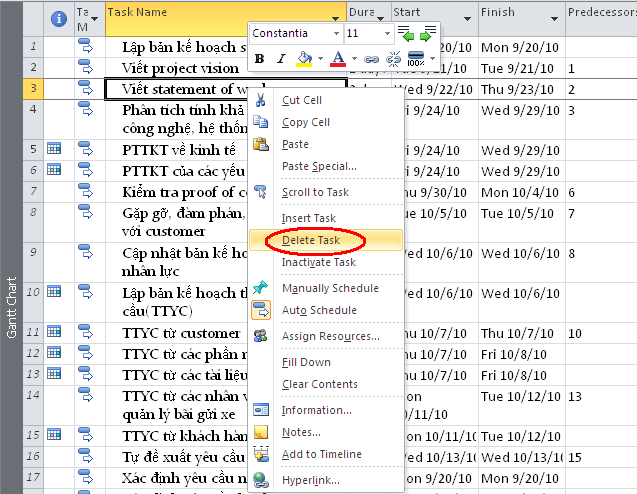 Ta M Task Name Dura Start Finish Predecessors
Constantia 11
B I A 100%
1 Lập bản kế hoạch 20/10 Mon 9/20/10
2 Viết project vision 21/10 Tue 9/21/10 1
3 Viết statement of Wed 9/22/10 Thu 9/23/10 2
4 Phân tích tính khả Fri 9/24/10 Wed 9/29/10 3
công nghệ, hệ thốn
5 PTTKT về kinh tế Fri 9/24/10 Wed 9/29/10
6 PTTKT của các yếu Fri 9/24/10 Wed 9/29/10
7 Kiểm tra proof of c Thu 9/30/10 Mon 10/4/10 6
8 Gặp gỡ, đàm phán, Tue 10/5/10 Tue 10/5/10 7
với customer
9 Cập nhật bản kế ho Wed 10/6/10 Wed 10/6/10 8
nhân lực
10 Lập bản kế hoạch th Wed 10/6/10 Wed 10/6/10
cầu(TTYC)
11 TTYC từ customer Thu 10/7/10 Thu 10/7/10 10
12 TTYC từ các phần Thu 10/7/10 Fri 10/8/10
13 TTYC từ các tài liệu Thu 10/7/10 Fri 10/8/10
14 TTYC từ các nhân v Mon Tue 10/12/10 13
quản lý bãi gửi xe 10/11/10
15 TTYC từ khách hàn Mon 10/11/10 Tue 10/12/10
16 Tự đề xuất yêu cầu Wed 10/13/10 Wed 10/13/10 15
17 Xác định yêu cầu n Mon 9/20/10 Mon 9/20/10
Gantt Chart
Cut Cell
Copy Cell
Paste
Paste Special...
Scroll to Task
Insert Task
Delete Task
Inactivate Task
Manually Schedule
Auto Schedule
Assign Resources...
Fill Down
Clear Contents
Information...
Notes...
Add to Timeline
Hyperlink...